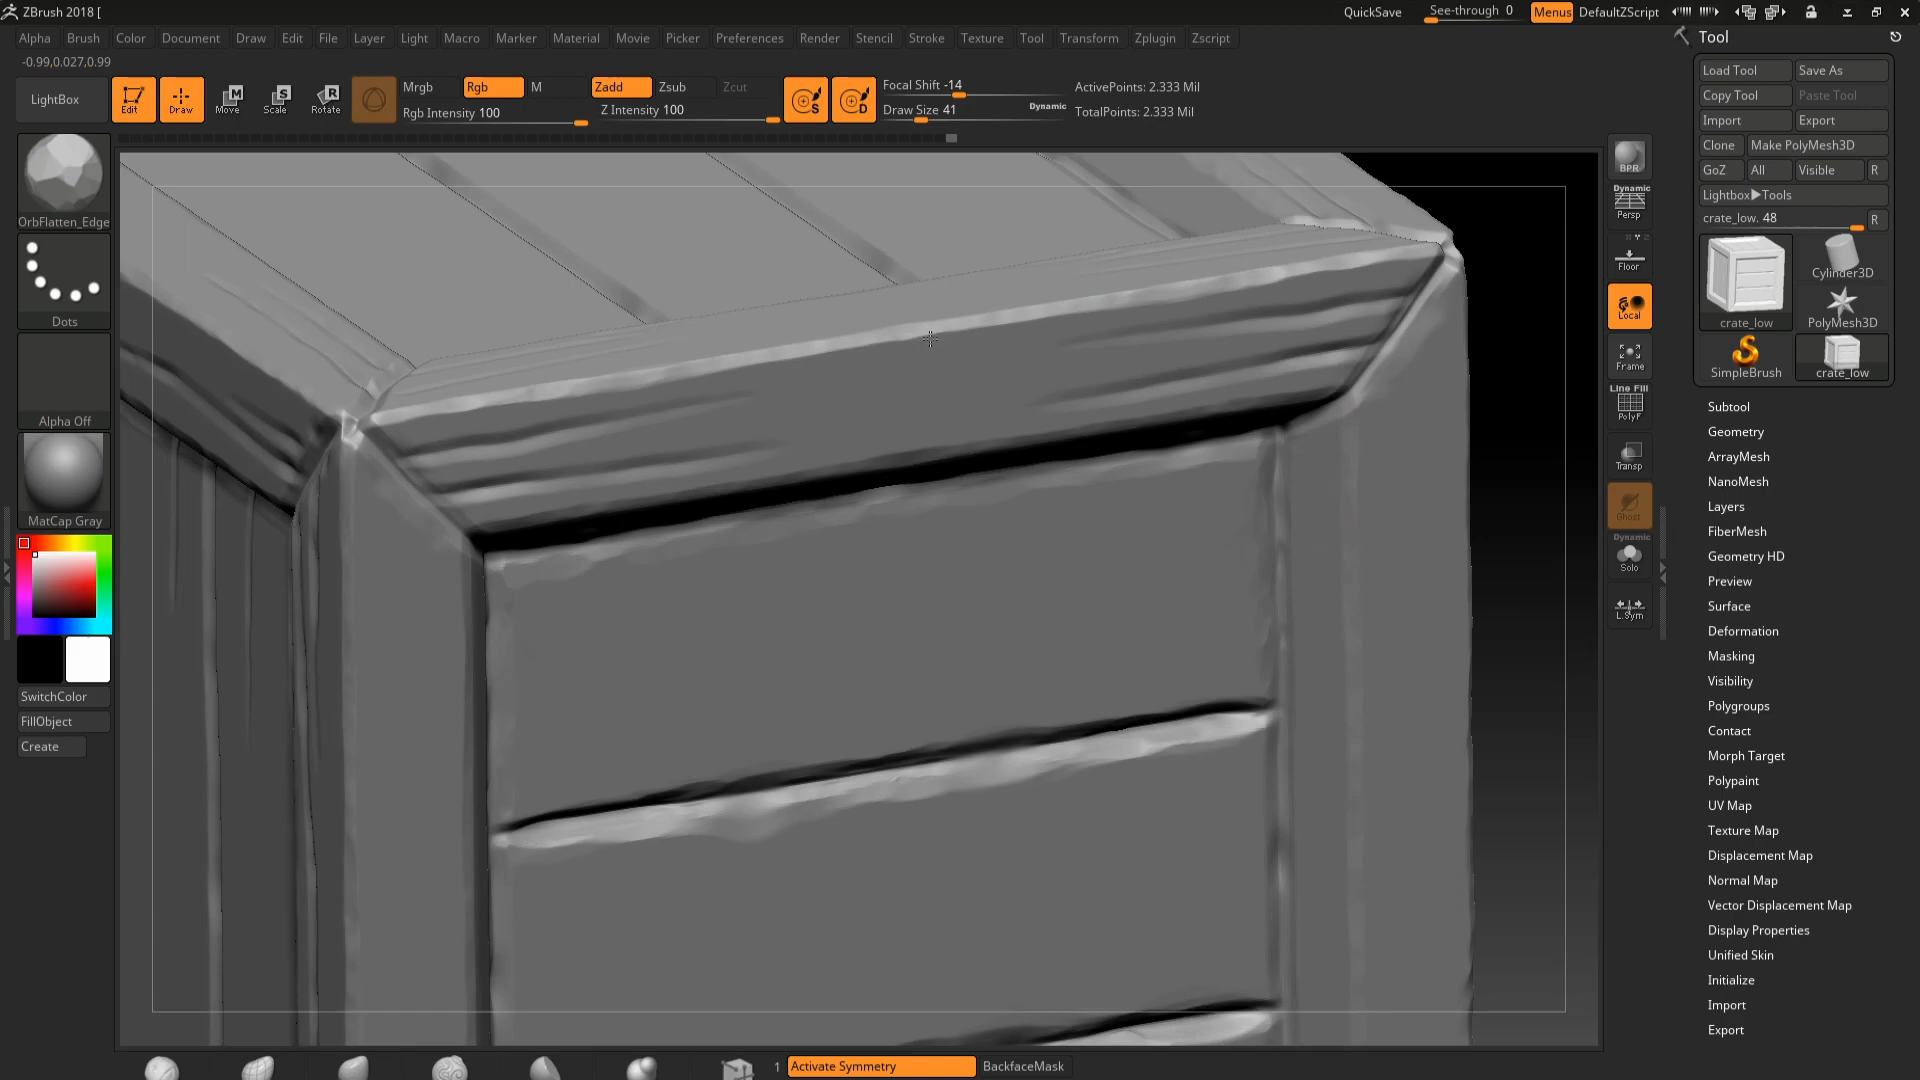 ZBrush 2018 [
QuickSave
See-through 0
Menus
DefaultZScript
Alpha Brush Color Document Draw Edit File Layer Light Macro Marker Material Movie Picker Preferences Render Stencil Stroke Texture Tool Transform Zplugin Zscript
-0.99,0.027,0.99
LightBox
Edit
Draw
Move
Scale
Rotate
Mrgb
Rgb
M
Rgb Intensity 100
Zadd
Zsub
Zcut
Z Intensity 100
S
D
Focal Shift -14
Draw Size 41
Dynamic
ActivePoints: 2.333 Mil
TotalPoints: 2.333 Mil
OrbFlatten_Edge
Dots
Alpha Off
MatCap Gray
SwitchColor
FillObject
Create
BPR
Dynamic
Persp
Floor
Local
Frame
Line Fill
PolyF
Transp
Ghost
Dynamic
Solo
L.Sym
Tool
Load Tool
Save As
Copy Tool
Paste Tool
Import
Export
Clone
Make PolyMesh3D
GoZ
All
Visible
R
Lightbox▶Tools
crate_low. 48
R
crate_low
Cylinder3D
PolyMesh3D
SimpleBrush
crate_low
Subtool
Geometry
ArrayMesh
NanoMesh
Layers
FiberMesh
Geometry HD
Preview
Surface
Deformation
Masking
Visibility
Polygroups
Contact
Morph Target
Polypaint
UV Map
Texture Map
Displacement Map
Normal Map
Vector Displacement Map
Display Properties
Unified Skin
Initialize
Import
Export
1
Activate Symmetry
BackfaceMask